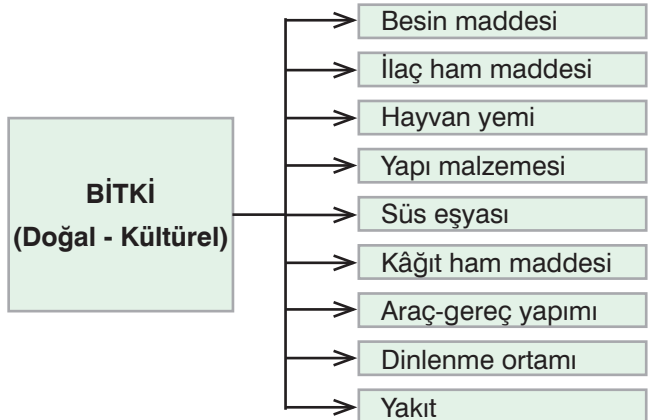 BİTKİ
(Doğal - Kültürel)
Besin maddesi
İlaç ham maddesi
Hayvan yemi
Yapı malzemesi
Süs eşyası
Kâğıt ham maddesi
Araç-gereç yapımı
Dinlenme ortamı
Yakıt